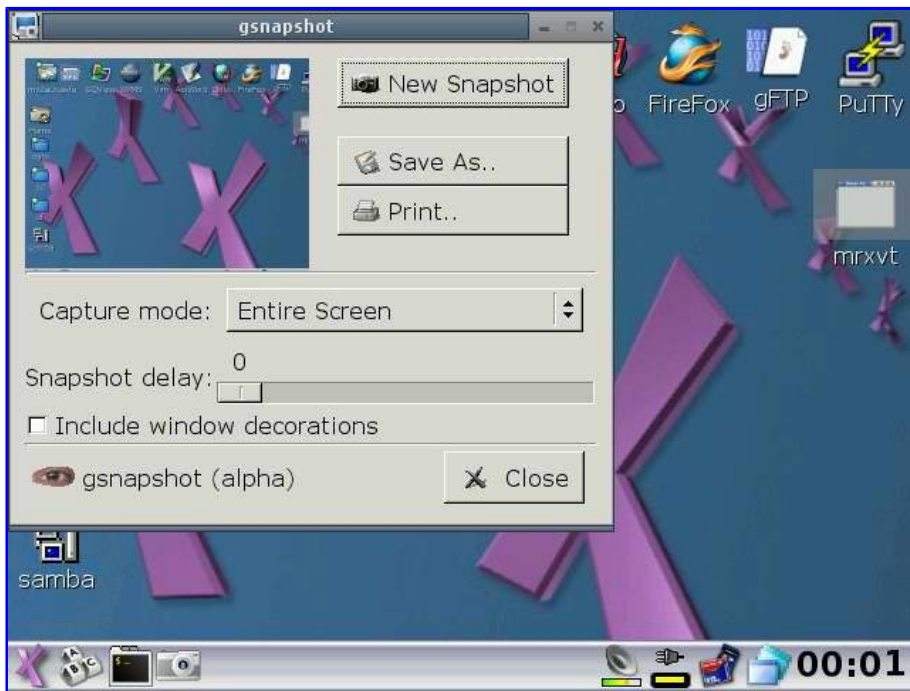 gsnapshot
New Snapshot
Save As..
Print..
Capture mode: Entire Screen
0
Snapshot delay:
Include window decorations
gsnapshot (alpha)
Close
FireFox
gFTP
PuTTy
mrxvt
samba
00:01